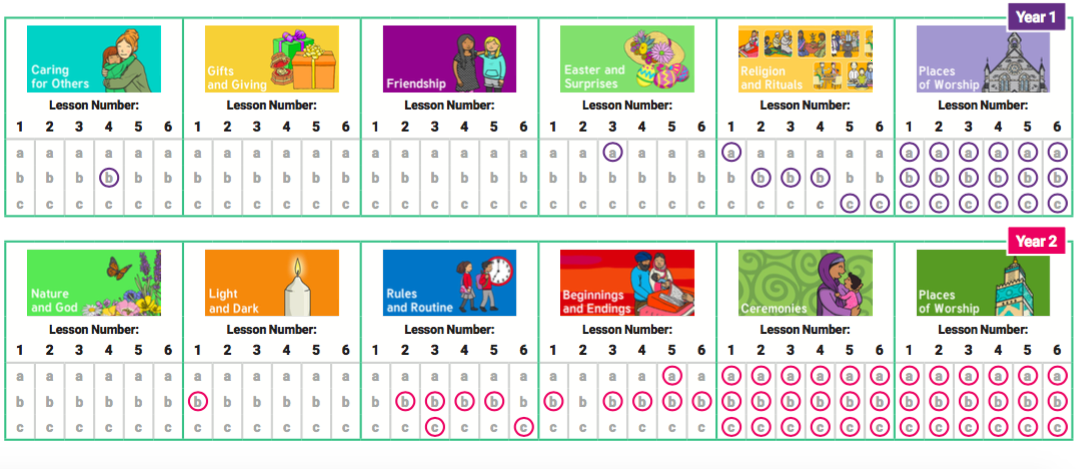 Year 1
Caring
for Others
Gifts
and Giving
Friendship
Easter and
Surprises
Religion
and Rituals
Places
of Worship
Lesson Number: Lesson Number: Lesson Number: Lesson Number: Lesson Number: Lesson Number:
1 2 3 4 5 6 1 2 3 4 5 6 1 2 3 4 5 6 1 2 3 4 5 6 1 2 3 4 5 6 1 2 3 4 5 6
a a a a a a a a a a a a a a a a a a a a a a a a a a a a a a a a a a a a
b b b b b b b b b b b b b b b b b b b b b b b b b b b b b b b b b b b b
c c c c c c c c c c c c c c c c c c c c c c c c c c c c c c c c c c c c
Year 2
Nature
and God
Light
and Dark
Rules
and Routine
Beginnings
and Endings
Ceremonies
Places
of Worship
Lesson Number: Lesson Number: Lesson Number: Lesson Number: Lesson Number: Lesson Number:
1 2 3 4 5 6 1 2 3 4 5 6 1 2 3 4 5 6 1 2 3 4 5 6 1 2 3 4 5 6 1 2 3 4 5 6
a a a a a a a a a a a a a a a a a a a a a a a a a a a a a a a a a a a a
b b b b b b b b b b b b b b b b b b b b b b b b b b b b b b b b b b b b
c c c c c c c c c c c c c c c c c c c c c c c c c c c c c c c c c c c c